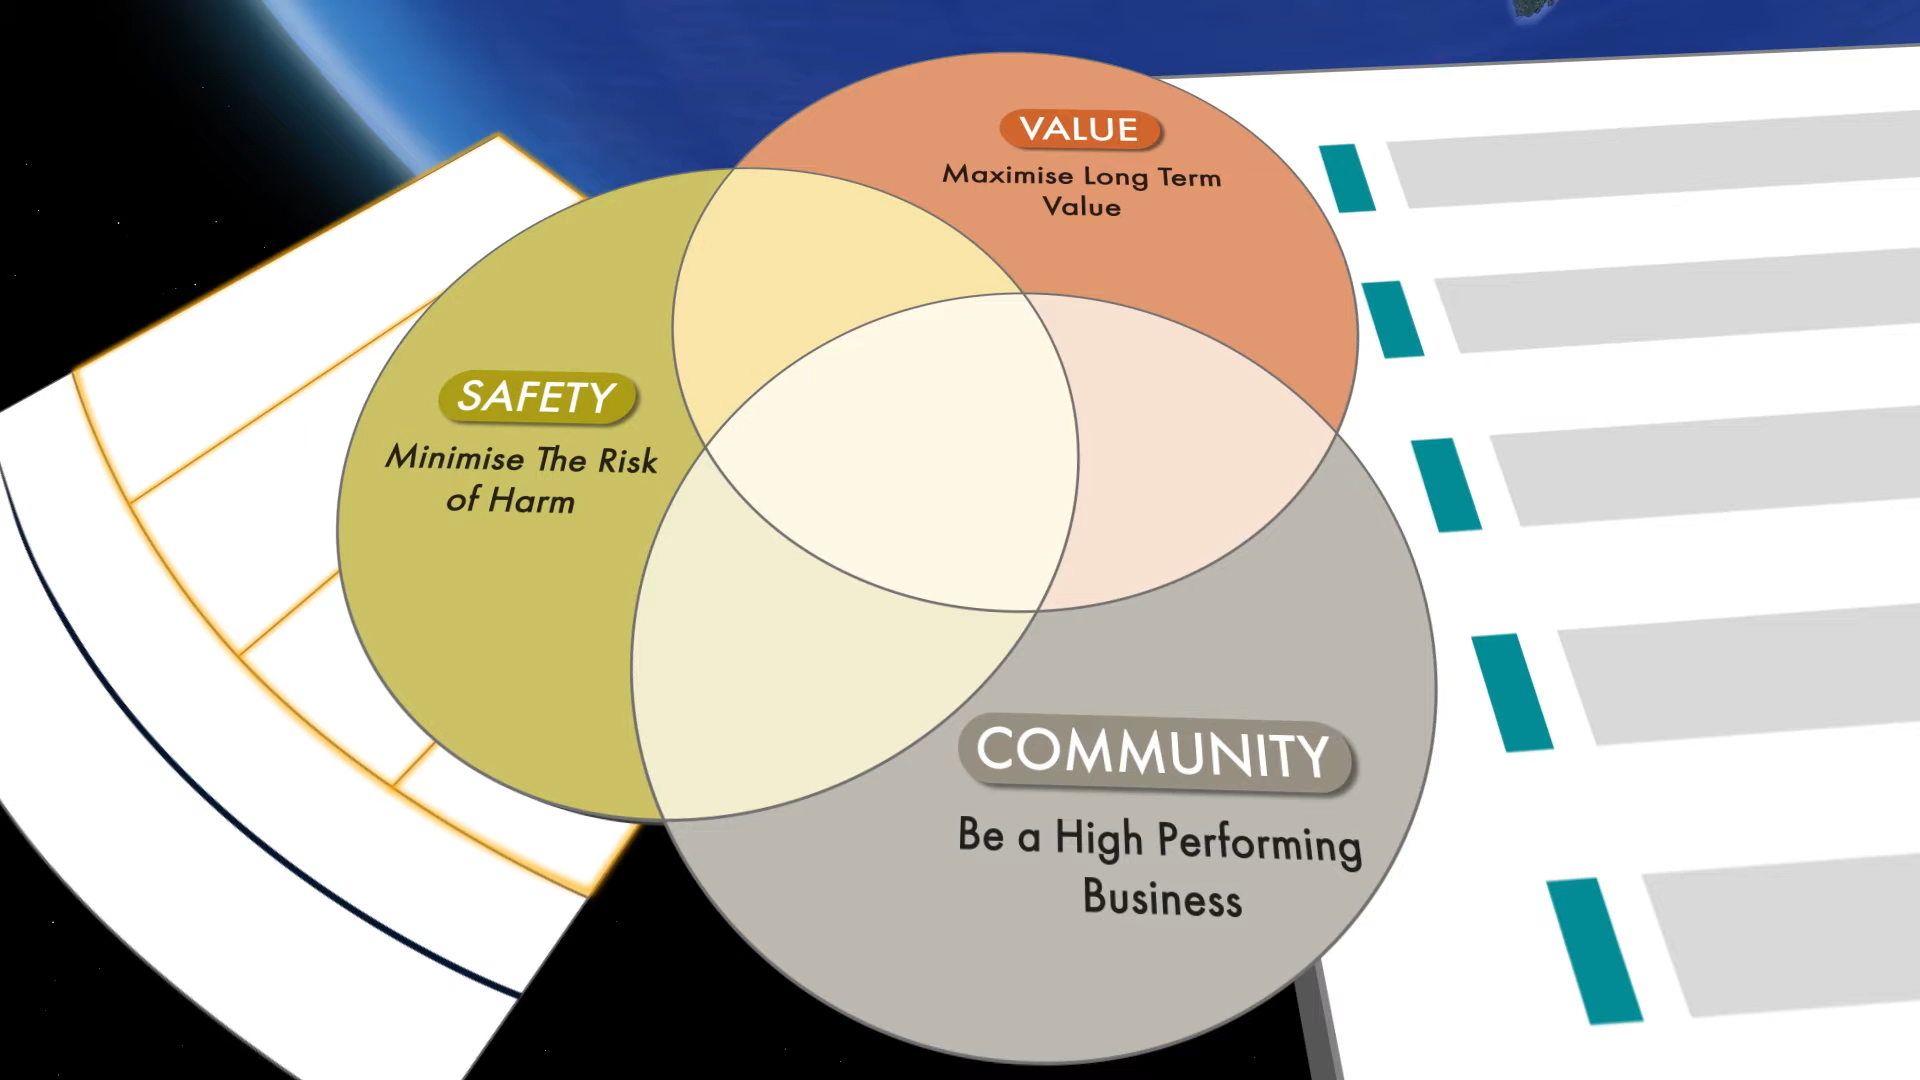 VALUE
Maximise Long Term
Value
SAFETY
Minimise The Risk
of Harm
COMMUNITY
Be a High Performing
Business